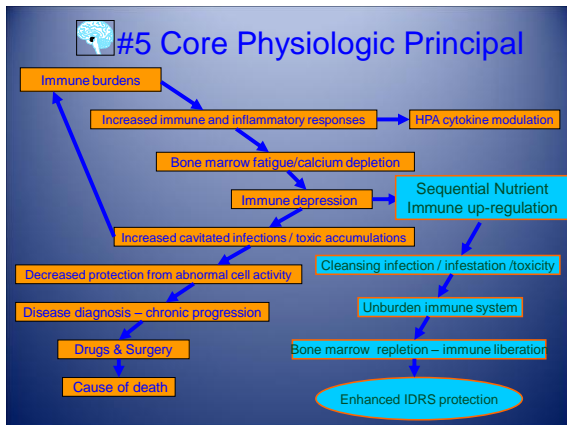 #5 Core Physiologic Principal
Immune burdens
Increased immune and inflammatory responses
HPA cytokine modulation
Bone marrow fatigue/calcium depletion
Immune depression
Sequential Nutrient
Immune up-regulation
Increased cavitated infections / toxic accumulations
Cleansing infection / infestation /toxicity
Decreased protection from abnormal cell activity
Unburden immune system
Disease diagnosis – chronic progression
Drugs & Surgery
Bone marrow repletion – immune liberation
Cause of death
Enhanced IDRS protection